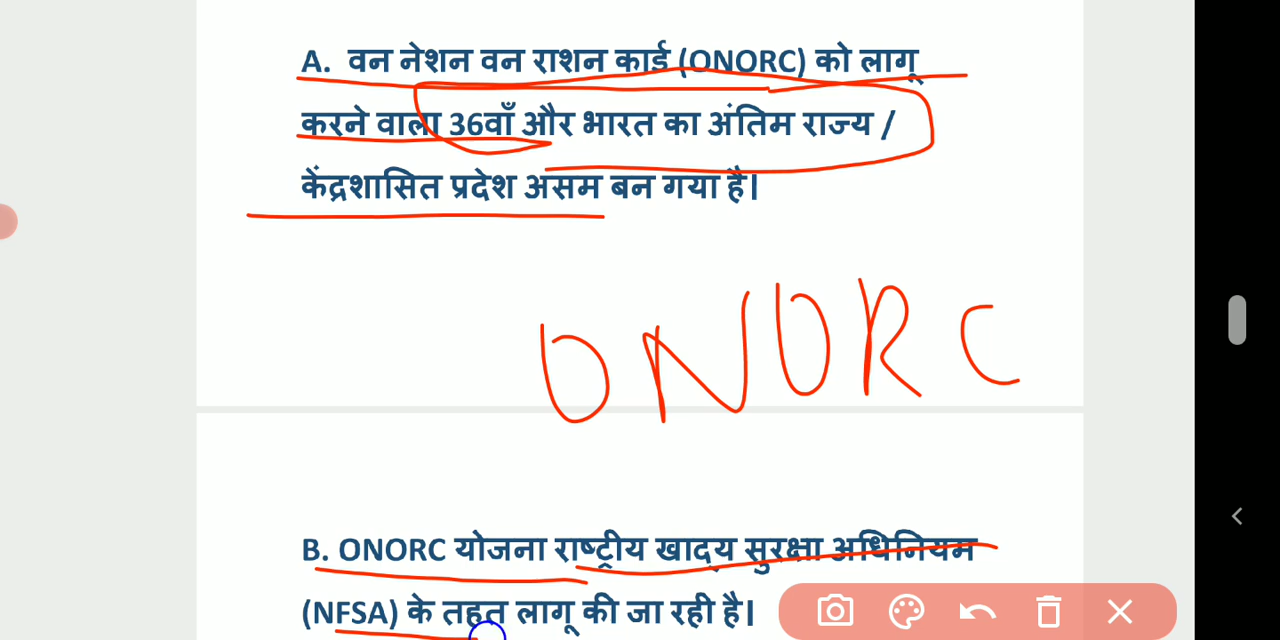 A. वन नेशन वन राशन कार्ड (ONORC) को लागू
करने वाला 36वाँ और भारत का अंतिम राज्य /
केंद्रशासित प्रदेश असम बन गया है।
ONORC
B. ONORC योजना राष्ट्रीय खाद्य सुरक्षा अधिनियम
(NFSA) के तहत लागू की जा रही है।